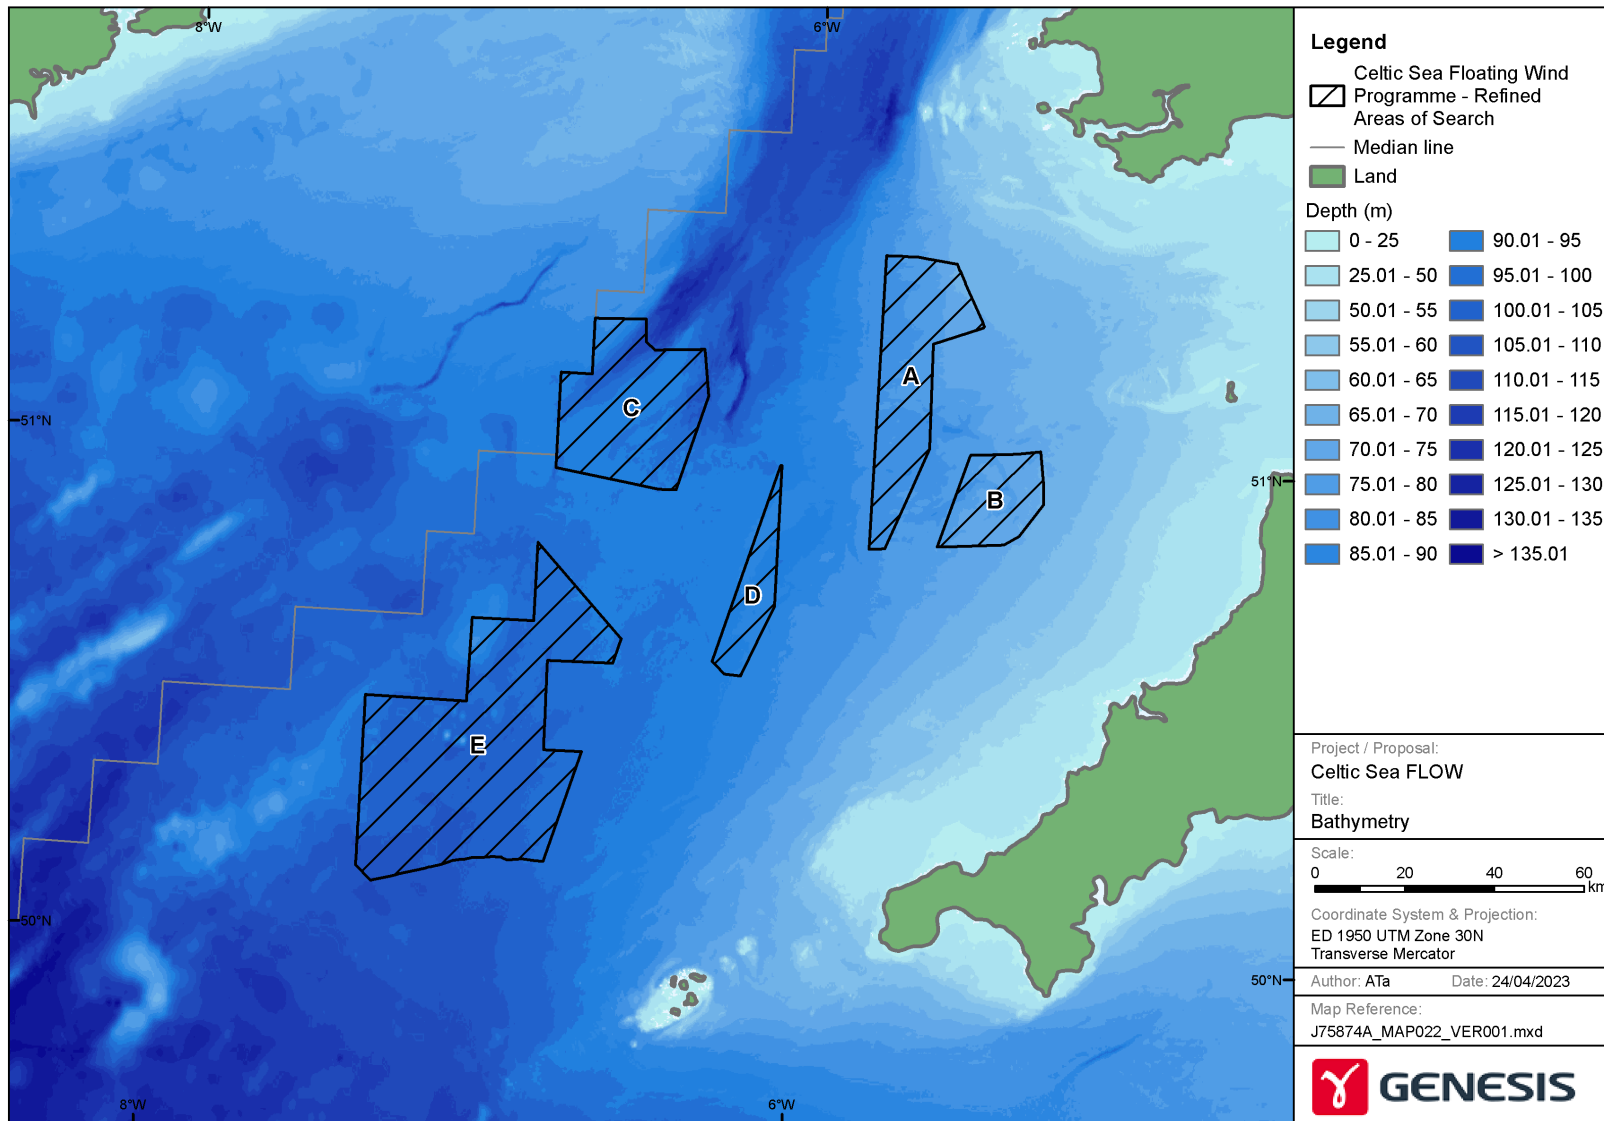 8°W
6°W
51°N
51°N
50°N
50°N
8°W
6°W
A
B
C
D
E
Legend
Celtic Sea Floating Wind
Programme - Refined
Areas of Search
Median line
Land
Depth (m)
0 - 25
25.01 - 50
50.01 - 55
55.01 - 60
60.01 - 65
65.01 - 70
70.01 - 75
75.01 - 80
80.01 - 85
85.01 - 90
90.01 - 95
95.01 - 100
100.01 - 105
105.01 - 110
110.01 - 115
115.01 - 120
120.01 - 125
125.01 - 130
130.01 - 135
> 135.01
Project / Proposal:
Celtic Sea FLOW
Title:
Bathymetry
Scale:
0 20 40 60
km
Coordinate System & Projection:
ED 1950 UTM Zone 30N
Transverse Mercator
Author: ATa Date: 24/04/2023
Map Reference:
J75874A_MAP022_VER001.mxd
GENESIS